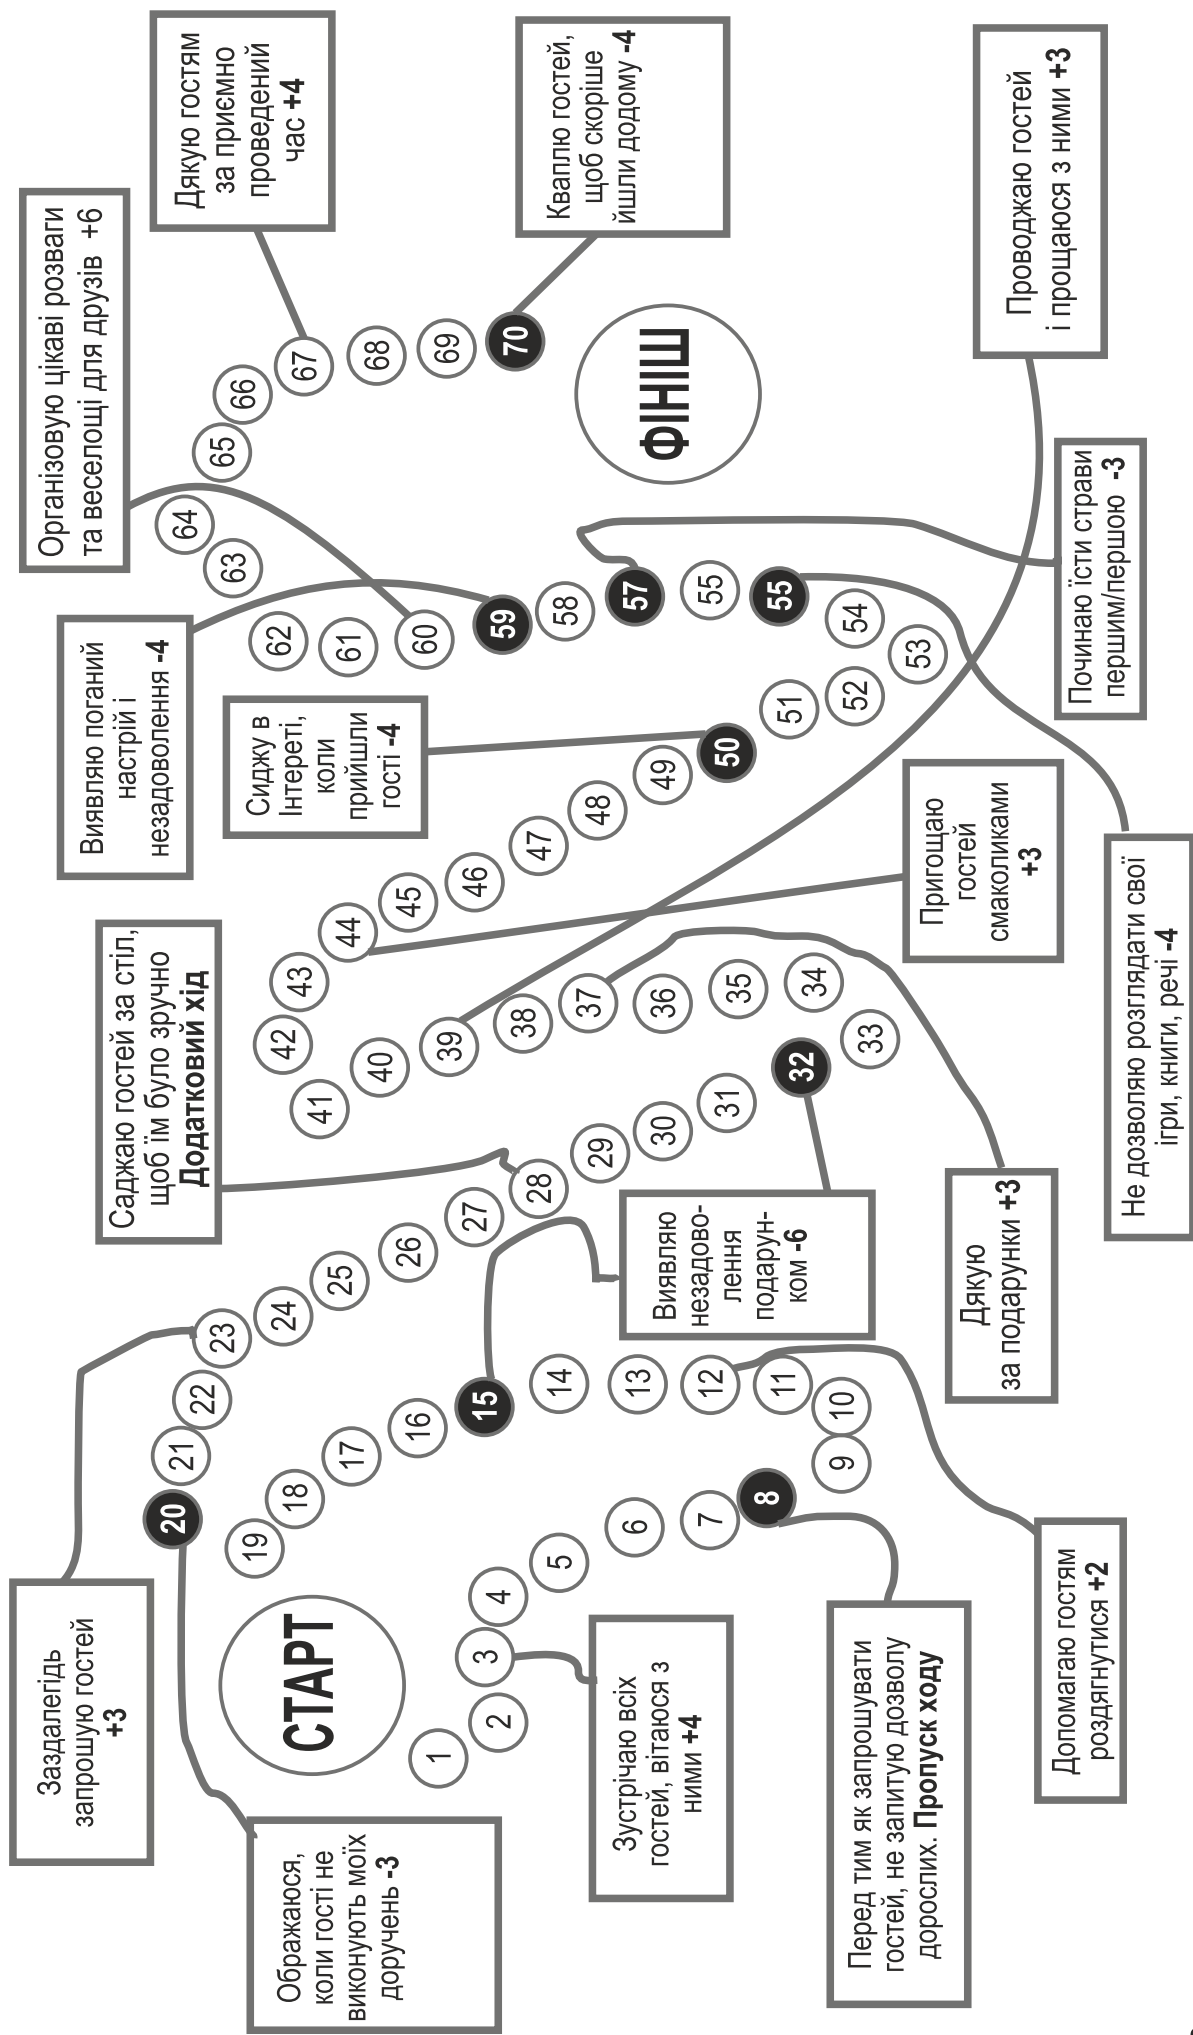 Заздалегідь
запрошую гостей
+3
Ображаюся,
коли гості не
виконують моїх
доручень -3
СТАРТ
1
2
3
4
5
6
7
8
9
10
11
12
13
14
15
16
17
18
19
20
21
22
23
24
25
26
27
28
29
30
31
32
33
34
35
36
37
38
39
40
41
42
43
44
45
46
47
48
49
50
51
52
53
54
55
55
57
58
59
60
61
62
63
64
65
66
67
68
69
70
ФІНІШ
Зустрічаю всіх
гостей, вітаюся з
ними +4
Перед тим як запрошувати
гостей, не запитую дозволу
дорослих. Пропуск ходу
Допомагаю гостям
роздягнутися +2
Виявляю
незадово-
лення
подарун-
ком -6
Саджаю гостей за стіл,
щоб їм було зручно
Додатковий хід
Дякую
за подарунки +3
Пригощаю
гостей
смаколиками
+3
Не дозволяю розглядати свої
ігри, книги, речі -4
Сиджу в
Інтереті,
коли
прийшли
гості -4
Виявляю поганий
настрій і
незадоволення -4
Починаю їсти страви
першим/першою -3
Проводжаю гостей
і прощаюся з ними +3
Організовую цікаві розваги
та веселощі для друзів +6
Дякую гостям
за приємно
проведений
час +4
Кваплю гостей,
щоб скоріше
йшли додому -4